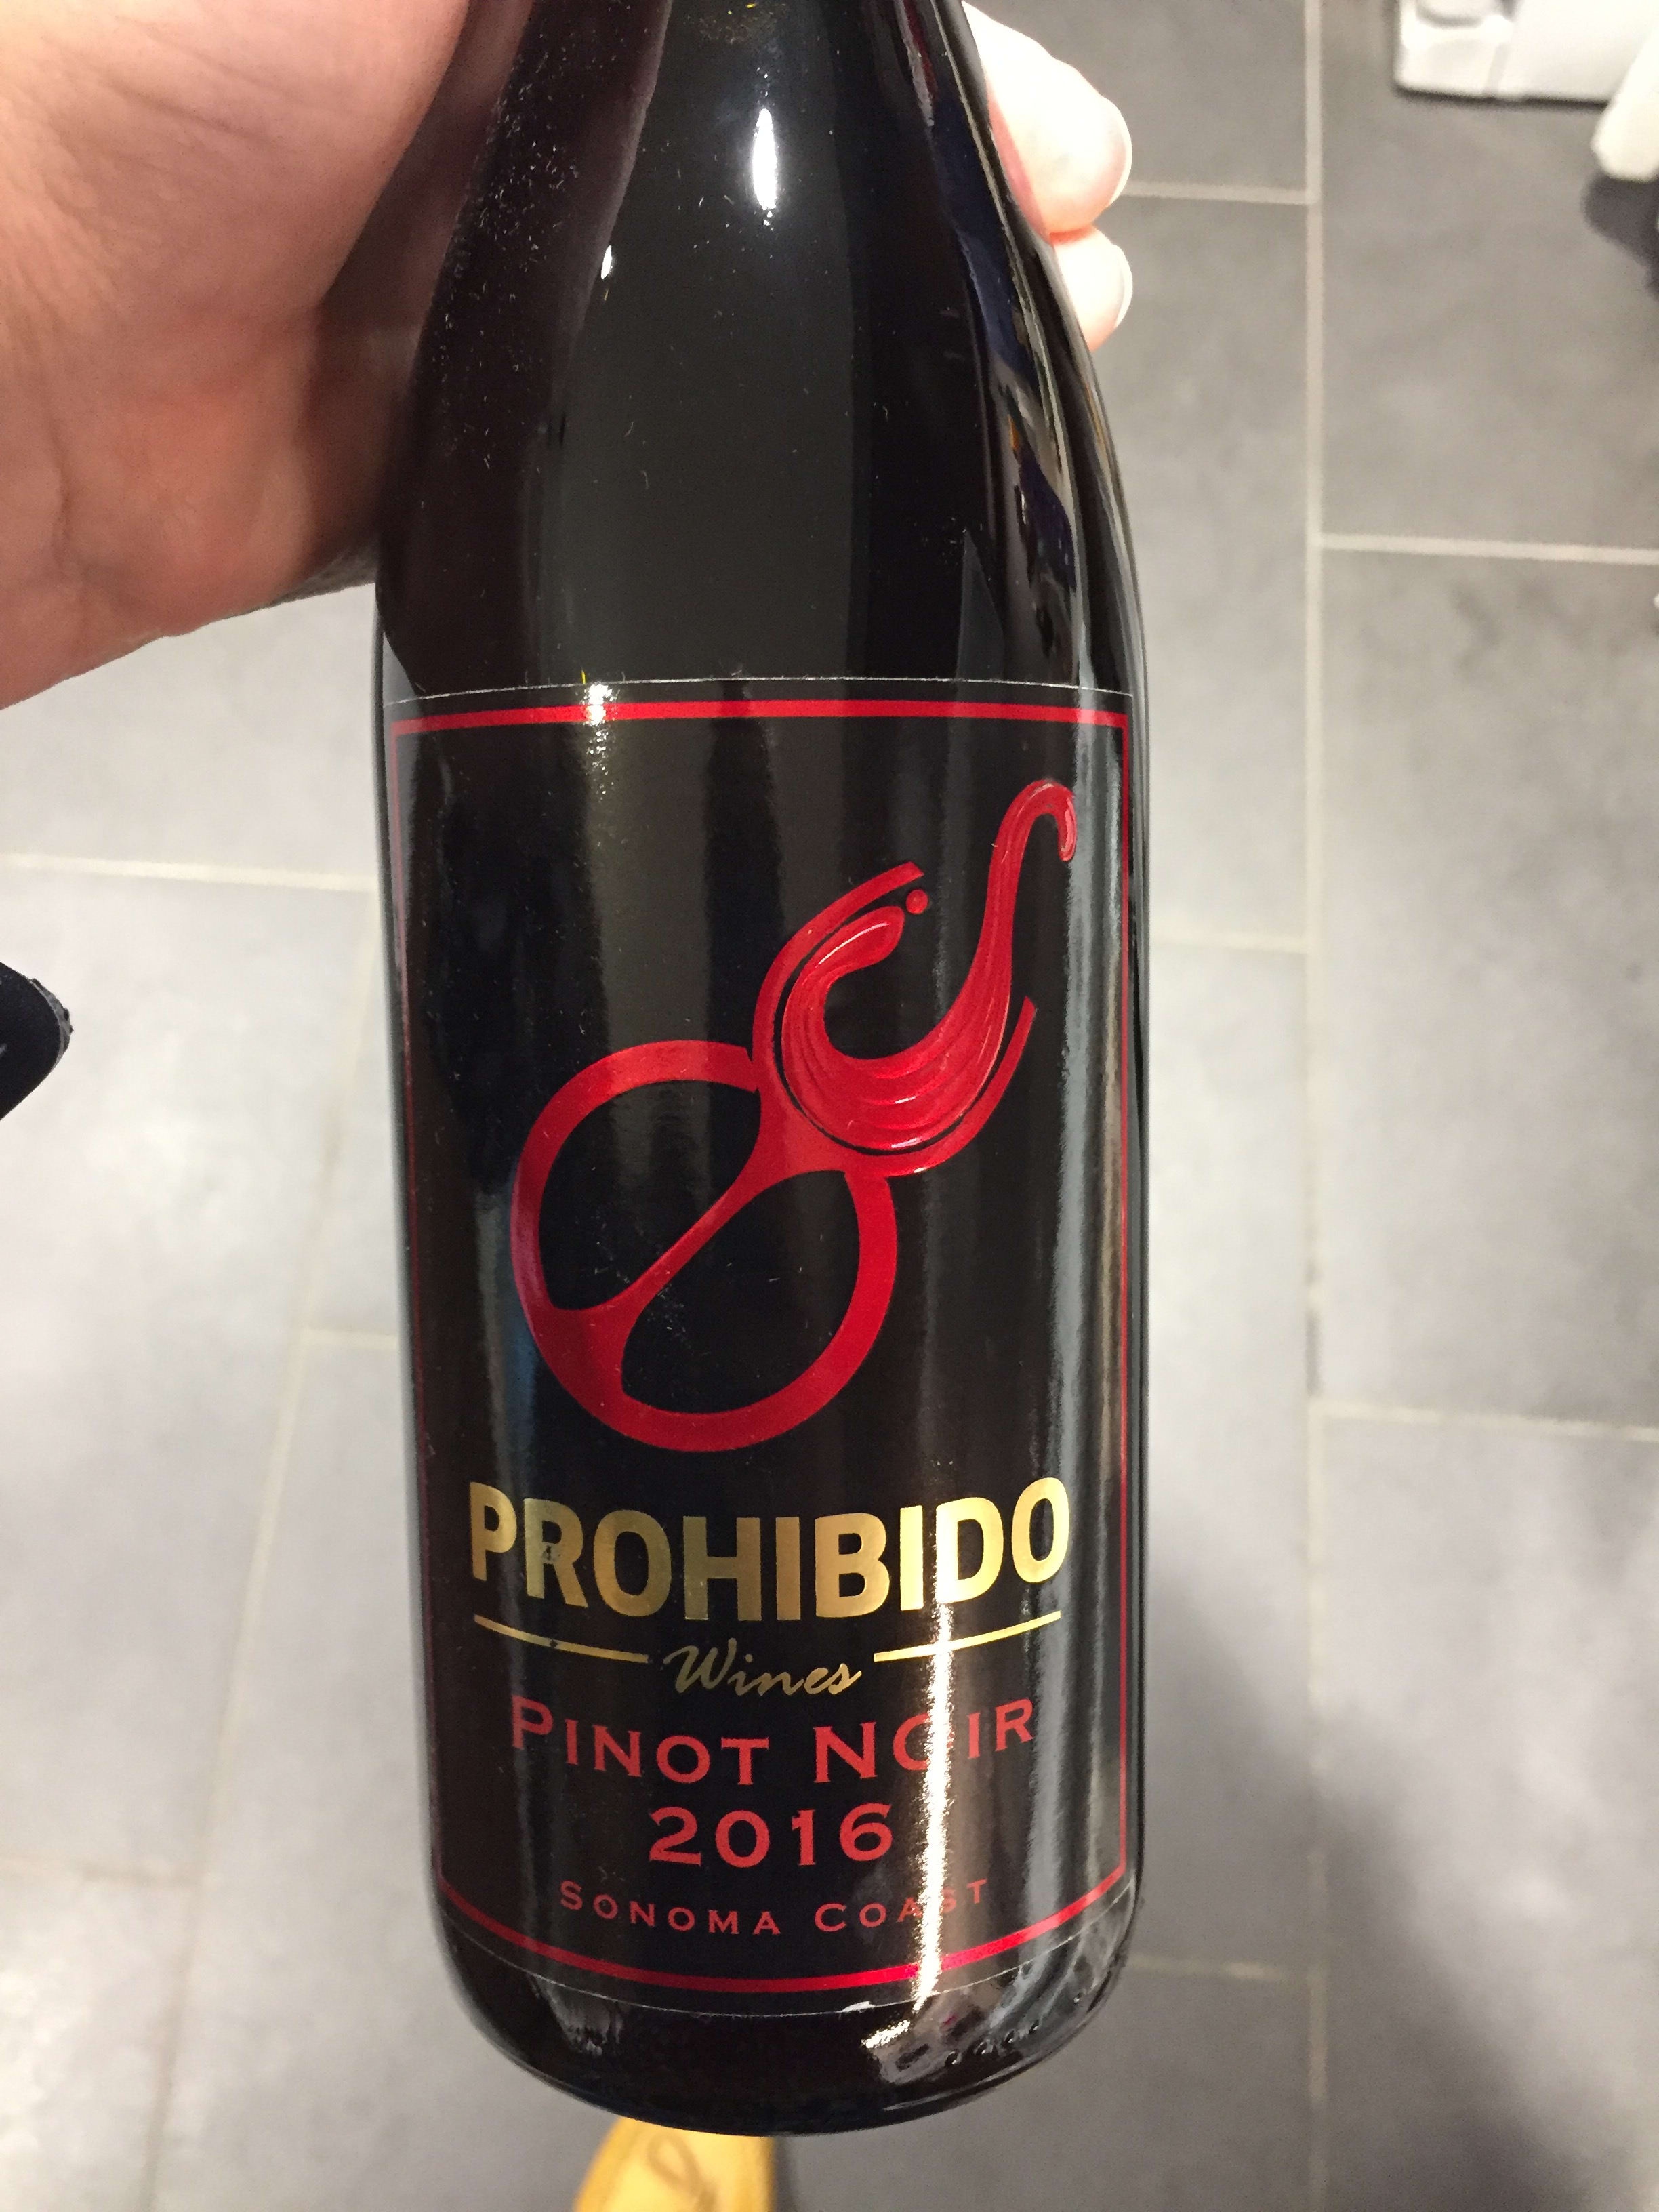 PROHIBIDO
Wines
PINOT NOIR
2016
SONOMA COAST